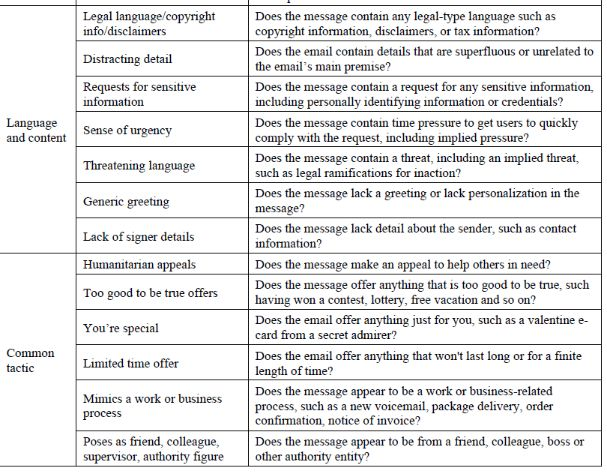 Legal language/copyright
info/disclaimers
Does the message contain any legal-type language such as
copyright information, disclaimers, or tax information?
Distracting detail
Does the email contain details that are superfluous or unrelated to
the email's main premise?
Language
and content
Requests for sensitive
information
Does the message contain a request for any sensitive information,
including personally identifying information or credentials?
Sense of urgency
Does the message contain time pressure to get users to quickly
comply with the request, including implied pressure?
Threatening language
Does the message contain a threat, including an implied threat,
such as legal ramifications for inaction?
Generic greeting
Does the message lack a greeting or lack personalization in the
message?
Lack of signer details
Does the message lack detail about the sender, such as contact
information?
Common
tactic
Humanitarian appeals
Does the message make an appeal to help others in need?
Too good to be true offers
Does the message offer anything that is too good to be true, such
having won a contest, lottery, free vacation and so on?
You're special
Does the email offer anything just for you, such as a valentine e-
card from a secret admirer?
Limited time offer
Does the email offer anything that won't last long or for a finite
length of time?
Mimics a work or business
process
Does the message appear to be a work or business-related
process, such as a new voicemail, package delivery, order
confirmation, notice of invoice?
Poses as friend, colleague,
supervisor, authority figure
Does the message appear to be from a friend, colleague, boss or
other authority entity?